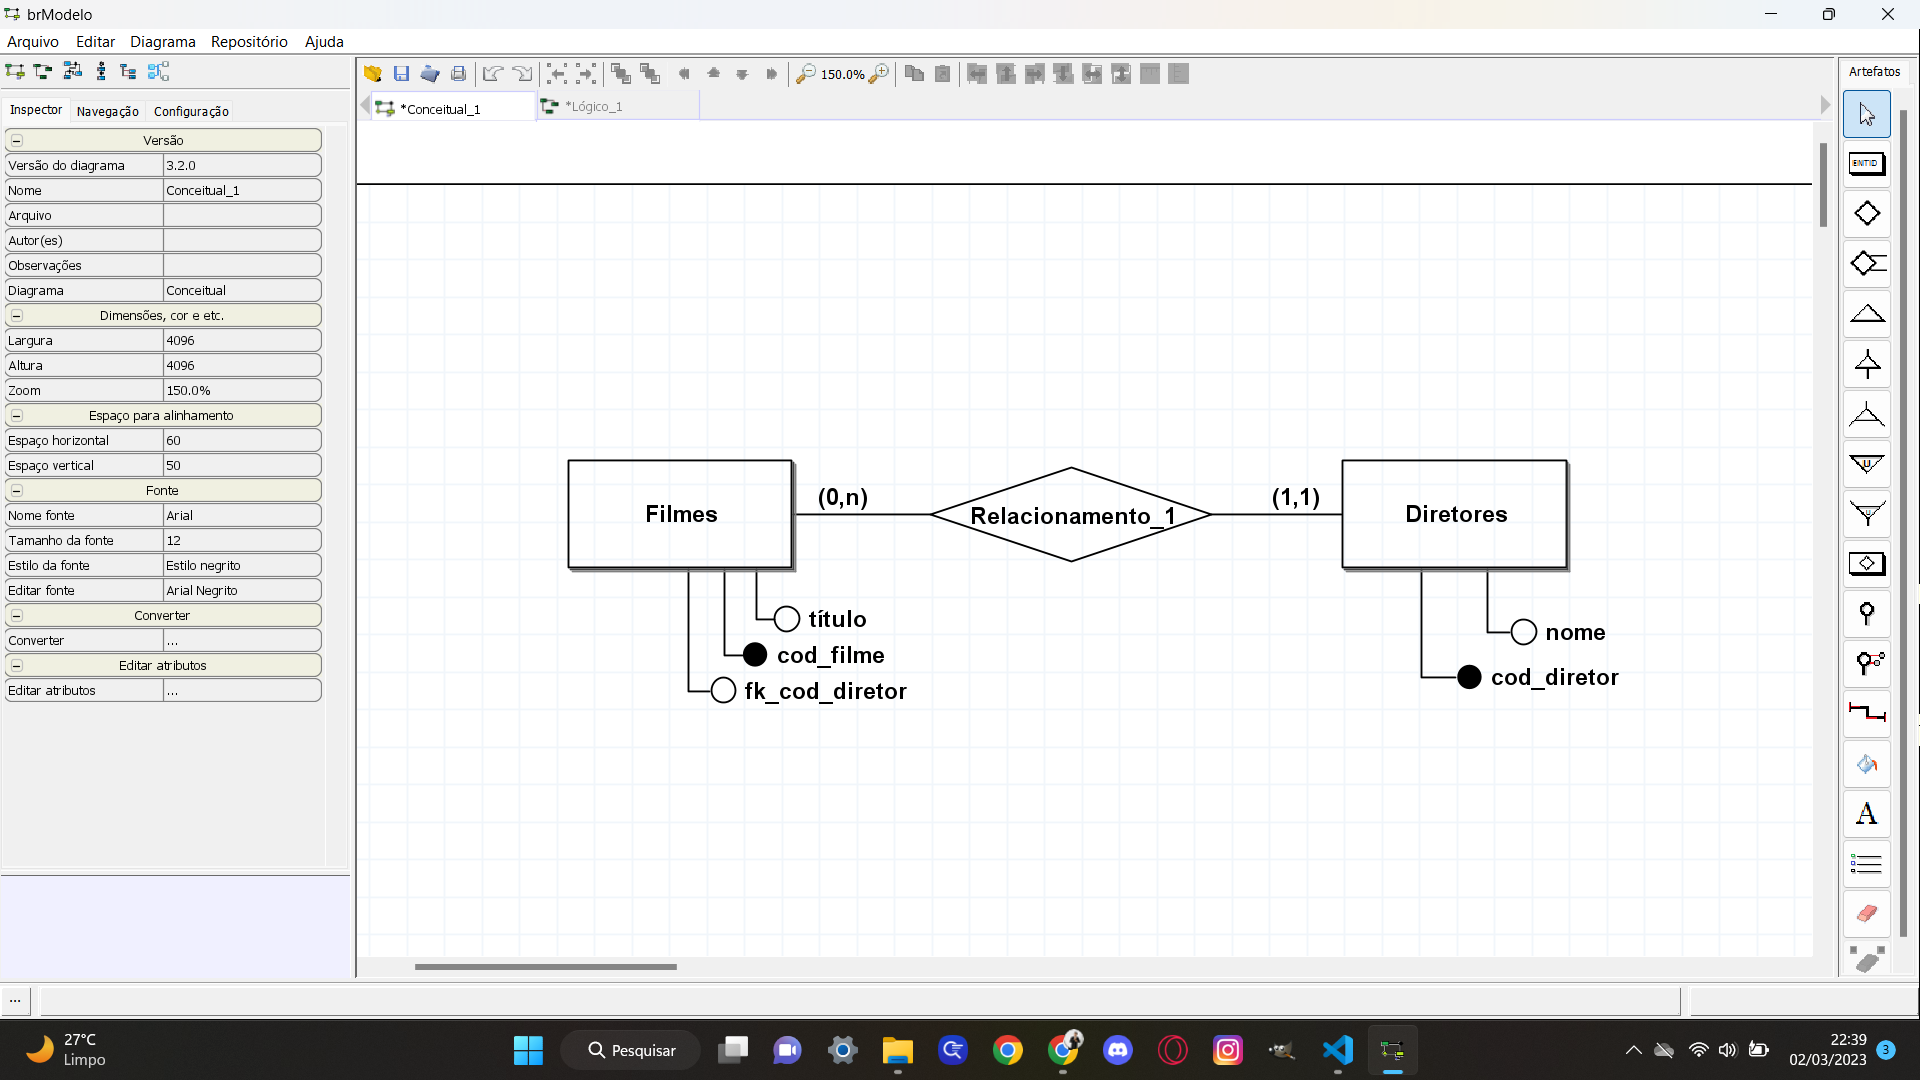 brModelo
Arquivo Editar Diagrama Repositório Ajuda
150.0%
Artefatos
Inspector Navegação Configuração
*Conceitual_1 *Lógico_1
Versão
Versão do diagrama 3.2.0
Nome Conceitual_1
Arquivo
Autor(es)
Observações
Diagrama Conceitual
Dimensões, cor e etc.
Largura 4096
Altura 4096
Zoom 150.0%
Espaço para alinhamento
Espaço horizontal 60
Espaço vertical 50
Fonte
Nome fonte Arial
Tamanho da fonte 12
Estilo da fonte Estilo negrito
Editar fonte Arial Negrito
Converter
Converter ...
Editar atributos
Editar atributos ...
Filmes
(0,n)
Relacionamento_1
(1,1)
Diretores
título
cod_filme
fk_cod_diretor
nome
cod_diretor
ENTID
U
U
A
...
27°C
Limpo
Pesquisar
22:39
02/03/2023
3